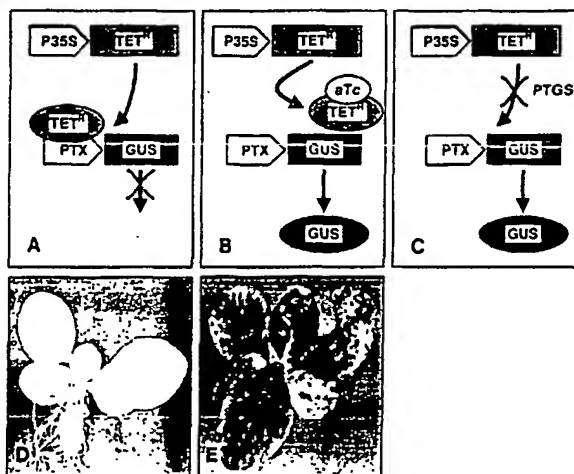 P35S TET^R
TET^R
PTX GUS
A
P35S TET^R
aTc
TET^R
PTX GUS
GUS
B
P35S TET^R
PTGS
PTX GUS
GUS
C
D
E